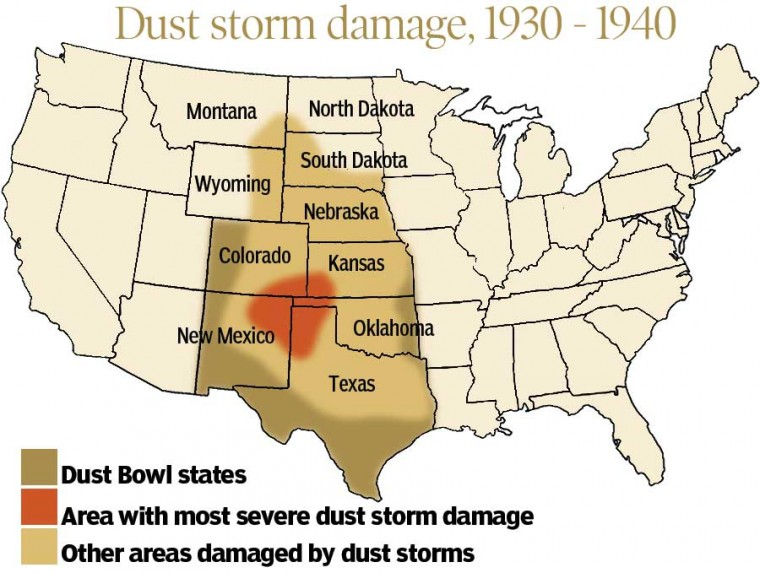 Dust storm damage, 1930 - 1940
Montana
North Dakota
South Dakota
Wyoming
Nebraska
Colorado
Kansas
New Mexico
Oklahoma
Texas
Dust Bowl states
Area with most severe dust storm damage
Other areas damaged by dust storms